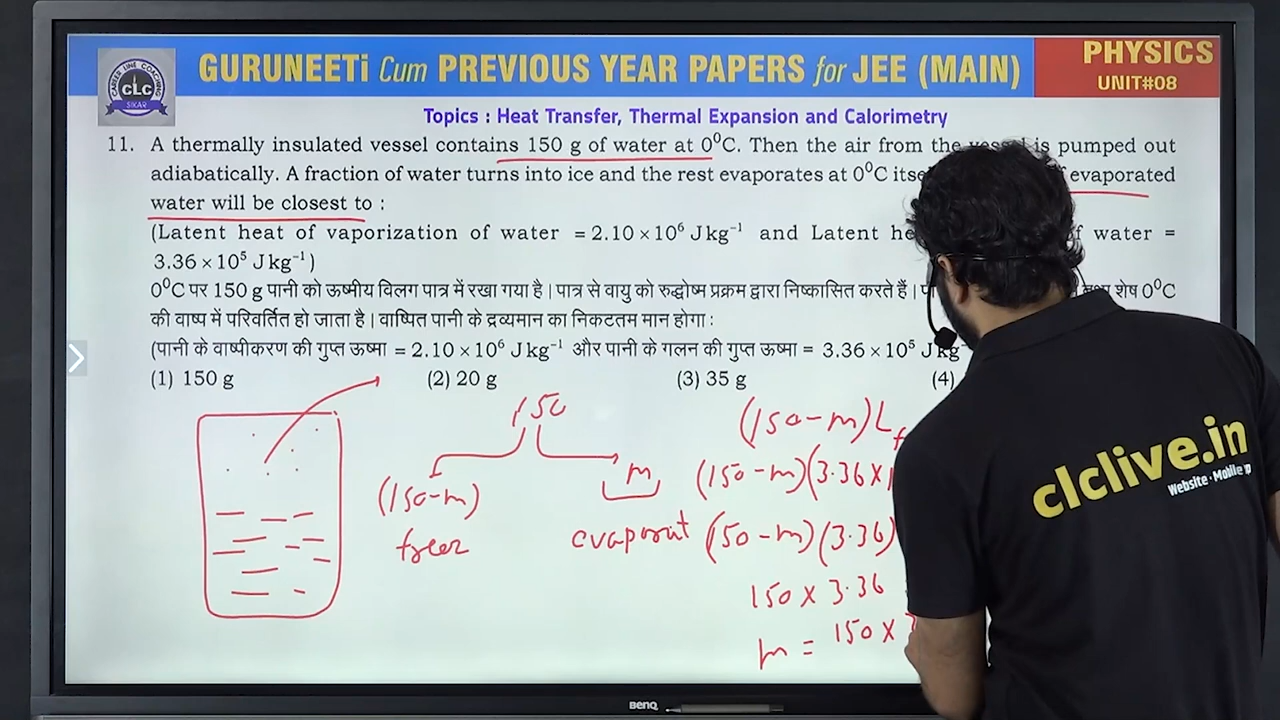 GURUNEETi Cum PREVIOUS YEAR PAPERS for JEE (MAIN)
PHYSICS
UNIT#08
CLC
SIKAR
Topics : Heat Transfer, Thermal Expansion and Calorimetry
11. A thermally insulated vessel contains 150 g of water at 0⁰C. Then the air from the vessel is pumped out
adiabatically. A fraction of water turns into ice and the rest evaporates at 0⁰C evaporated
water will be closest to :
(Latent heat of vaporization of water = 2.10 × 10⁶ J kg⁻¹ and Latent of water =
3.36 × 10⁵ J kg⁻¹)
0⁰C पर 150 g पानी को ऊष्मीय विलग पात्र में रखा गया है। पात्र से वायु को रुद्धोष्म प्रक्रम द्वारा निष्कासित करते हैं। शेष 0⁰C
की वाष्प में परिवर्तित हो जाता है। वाष्पित पानी के द्रव्यमान का निकटतम मान होगा :
(पानी के वाष्पीकरण की गुप्त ऊष्मा = 2.10 × 10⁶ J kg⁻¹ और पानी के गलन की गुप्त ऊष्मा = 3.36 × 10⁵ J kg
(1) 150 g (2) 20 g (3) 35 g (4)
150
(150-m)
freez
m
evaporat
(150-m)L
(150-m)(3.36×
(150-m)(3.36)
150 × 3.36
m = 150 ×
clclive.in
Website · Mobile
BENQ